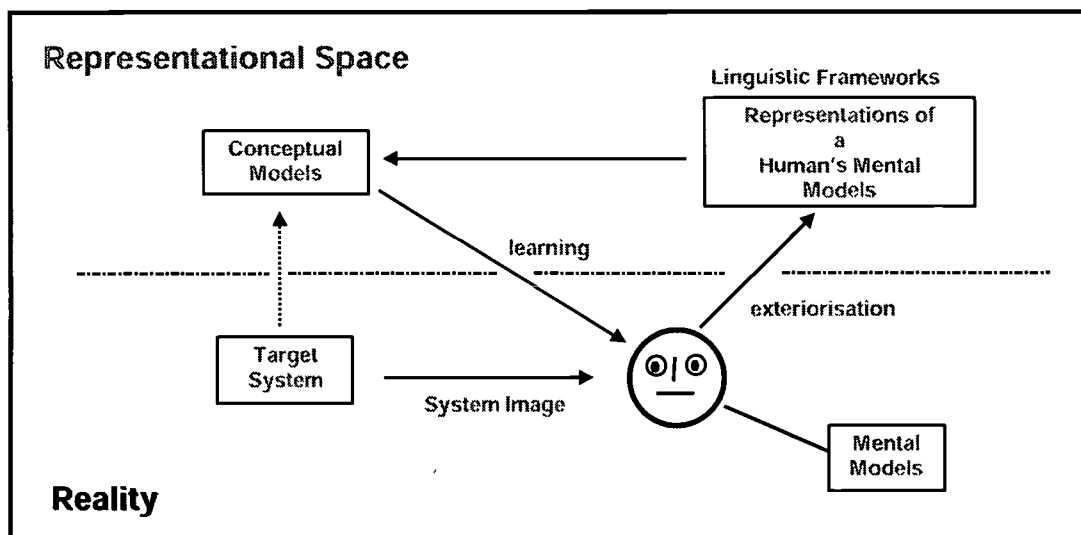 Representational Space
Linguistic Frameworks
Representations of
a
Human's Mental
Models
Conceptual
Models
learning
exteriorisation
Target
System
System Image
Mental
Models
Reality